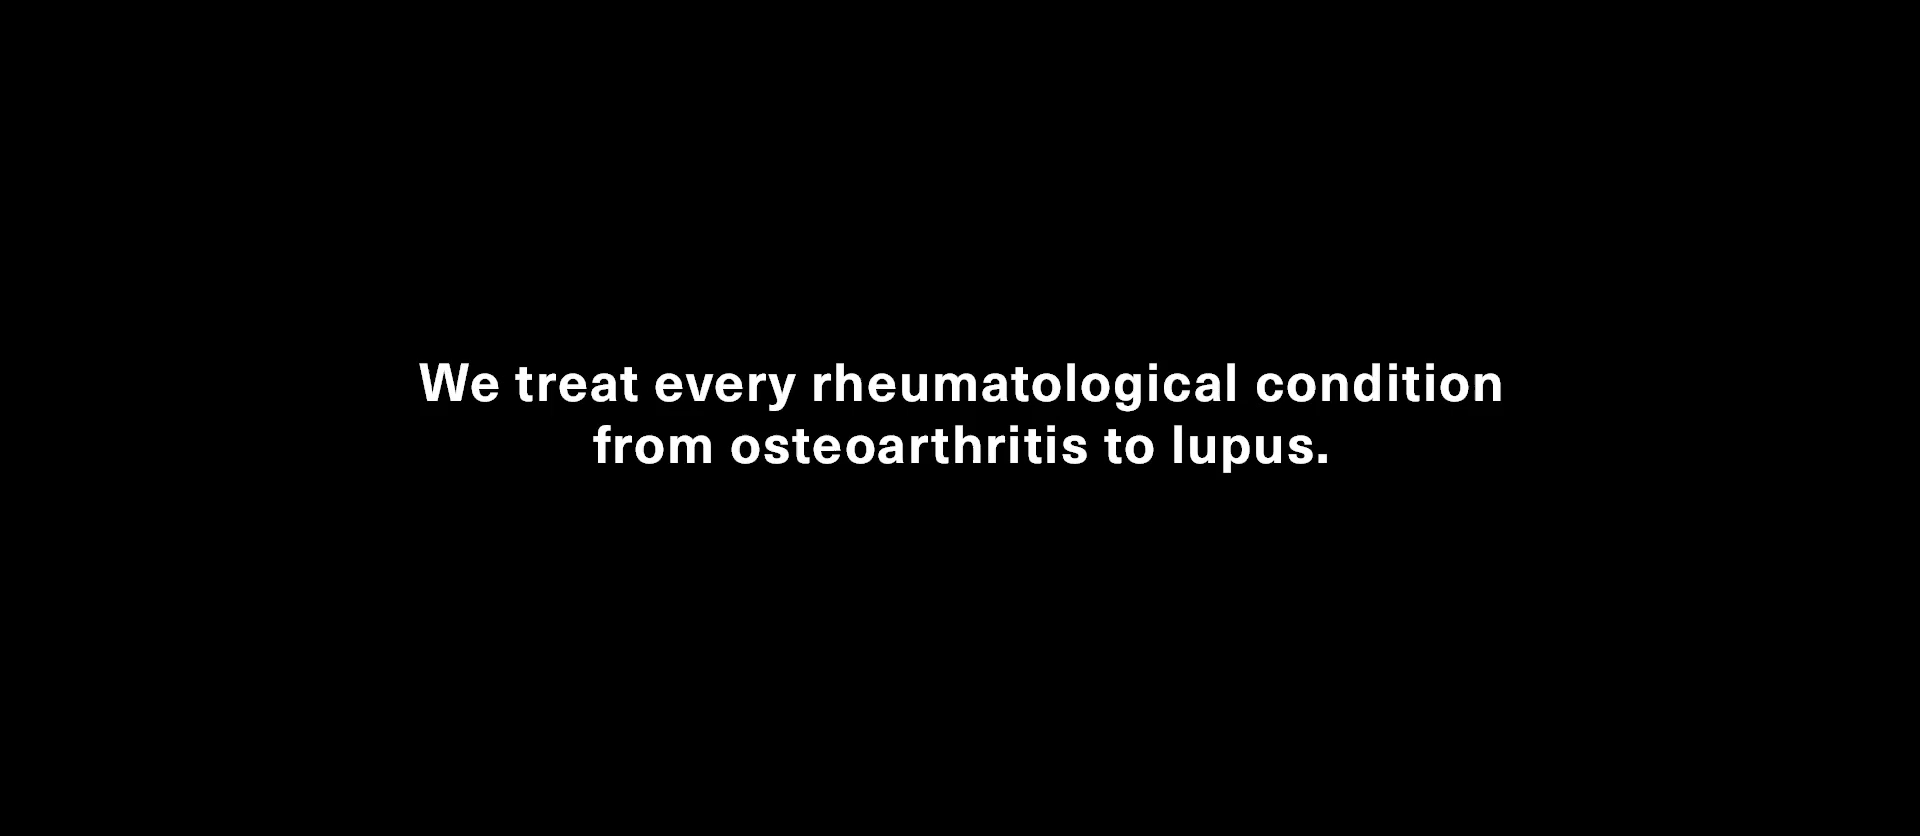 We treat every rheumatological condition
from osteoarthritis to lupus.